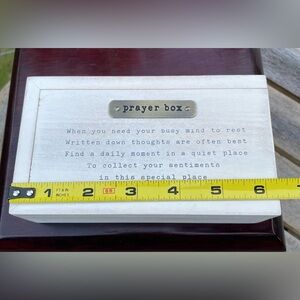 prayer box
When you need your busy mind to rest
Written down thoughts are often best
Find a daily moment in a quiet place
To collect your sentiments
in this special place
1 2 3 4 5 6